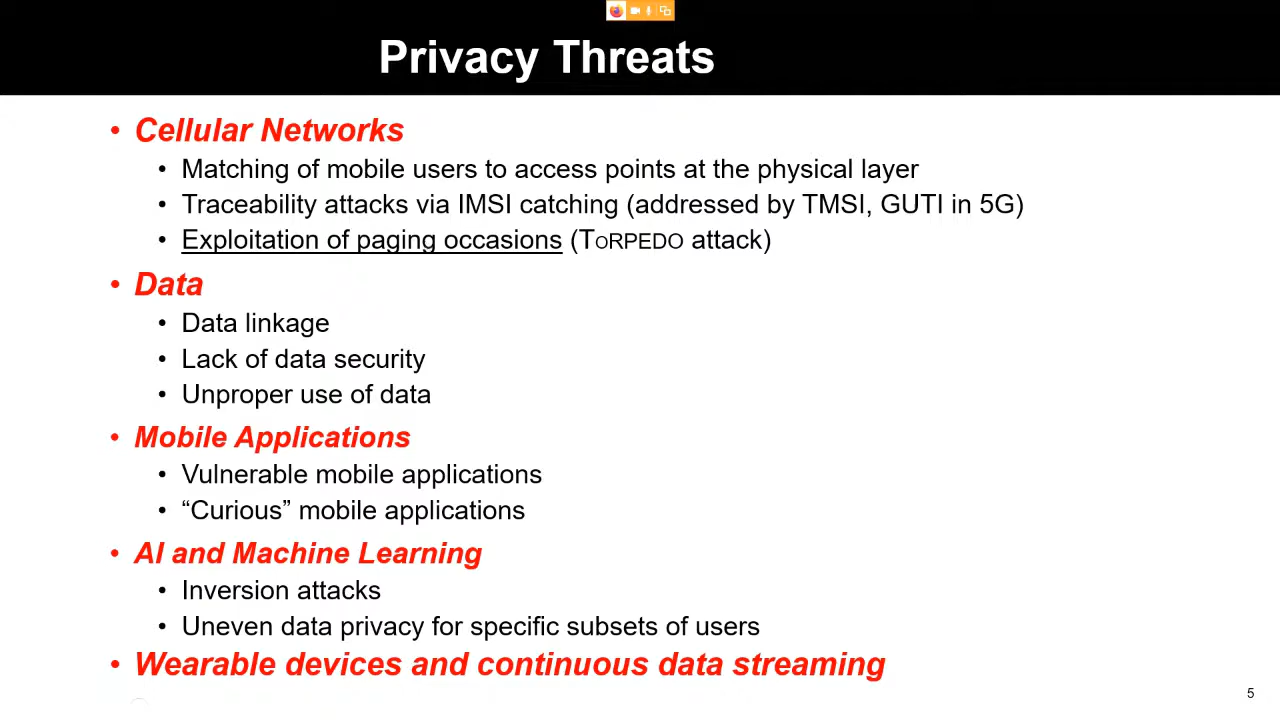 Privacy Threats
• Cellular Networks
• Matching of mobile users to access points at the physical layer
• Traceability attacks via IMSI catching (addressed by TMSI, GUTI in 5G)
• Exploitation of paging occasions (TORPEDO attack)
• Data
• Data linkage
• Lack of data security
• Unproper use of data
• Mobile Applications
• Vulnerable mobile applications
• “Curious” mobile applications
• AI and Machine Learning
• Inversion attacks
• Uneven data privacy for specific subsets of users
• Wearable devices and continuous data streaming
5